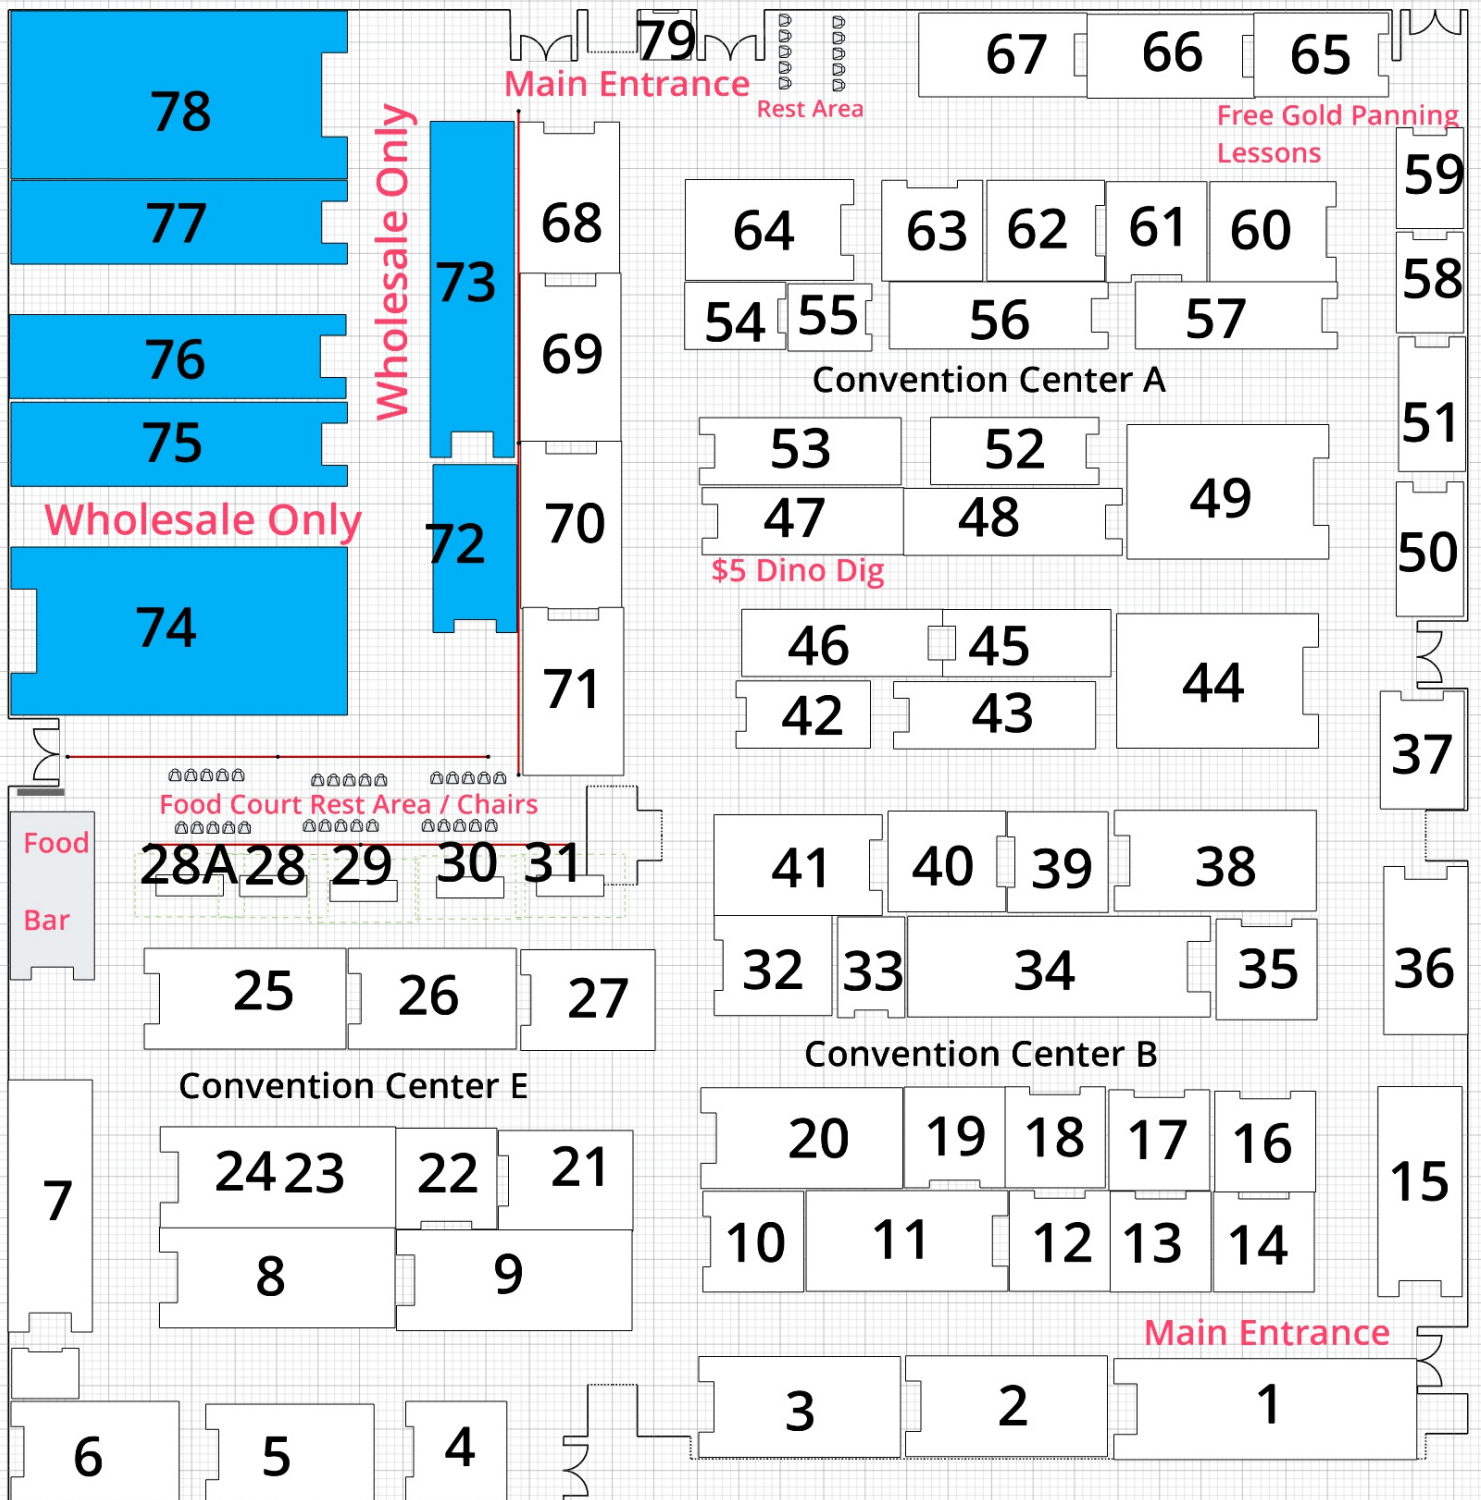 79
67 66 65
78
Main Entrance
Rest Area
Free Gold Panning
Lessons
59
77
Wholesale Only
68
64 63 62 61 60
73
58
54 55 56 57
76
69
Convention Center A
51
75
53 52
49
Wholesale Only
70
47 48
72
50
$5 Dino Dig
74
46 45
44
71
42 43
37
Food Court Rest Area / Chairs
Food
Bar
28A 28 29 30 31
41 40 39 38
25 26 27
32 33 34 35
36
Convention Center B
Convention Center E
24 23 22 21
20 19 18 17 16
7
15
8 9
10 11 12 13 14
Main Entrance
3 2 1
6 5 4